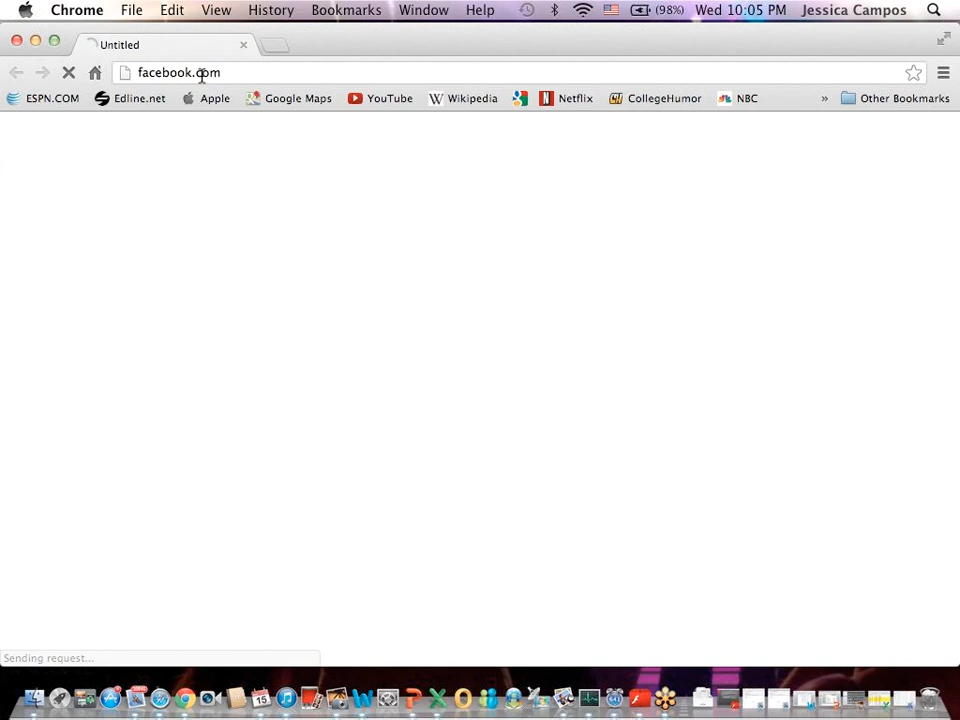 Chrome File Edit View History Bookmarks Window Help (98%) Wed 10:05 PM Jessica Campos
Untitled
facebook.com
ESPN.COM Edline.net Apple Google Maps YouTube Wikipedia Netflix CollegeHumor NBC » Other Bookmarks
Sending request...
15